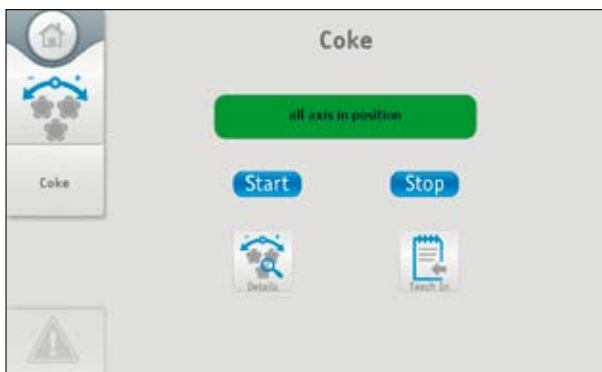 Coke
all axis in position
Coke
Start
Stop
Details
Teach In